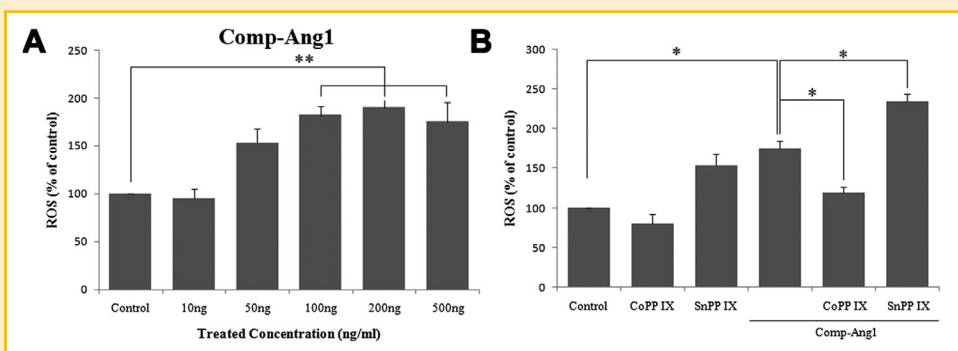 A
Comp-Ang1
**
ROS (% of control)
250
200
150
100
50
0
Control 10ng 50ng 100ng 200ng 500ng
Treated Concentration (ng/ml)
B
*
*
*
ROS (% of control)
300
250
200
150
100
50
0
Control CoPP IX SnPP IX CoPP IX SnPP IX
Comp-Ang1